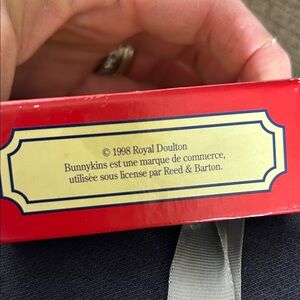 © 1998 Royal Doulton
Bunnykins est une marque de commerce,
utilisée sous license par Reed & Barton.